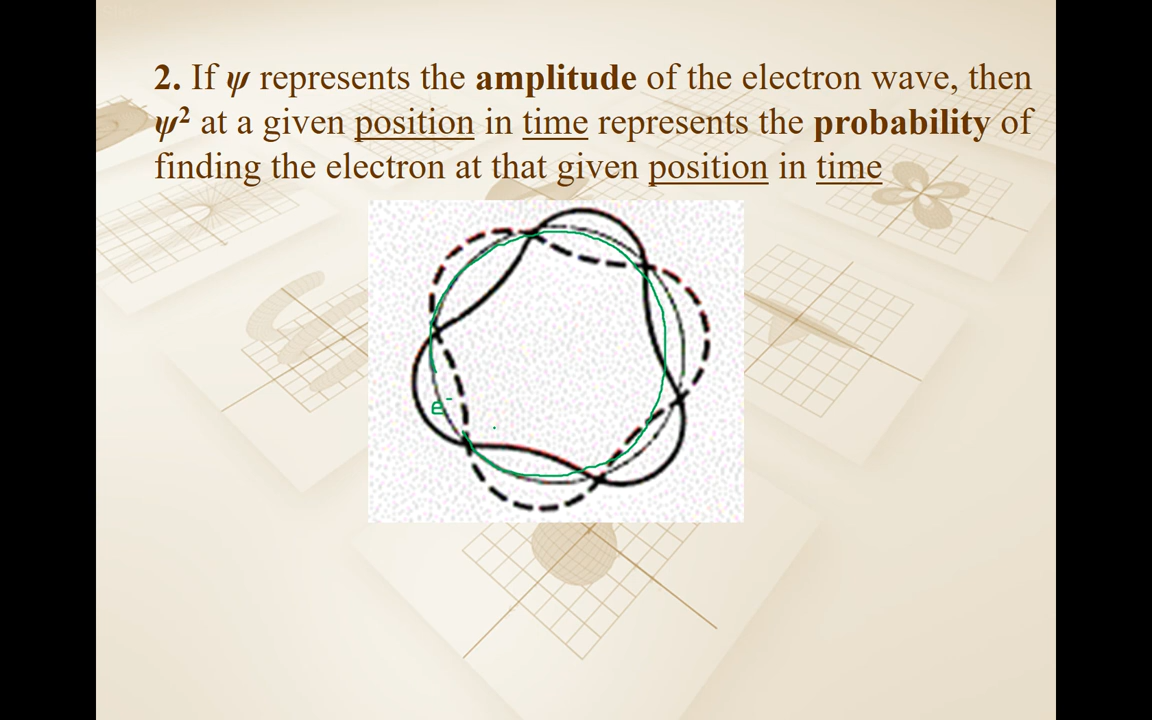 2. If ψ represents the amplitude of the electron wave, then
ψ² at a given position in time represents the probability of
finding the electron at that given position in time
e⁻